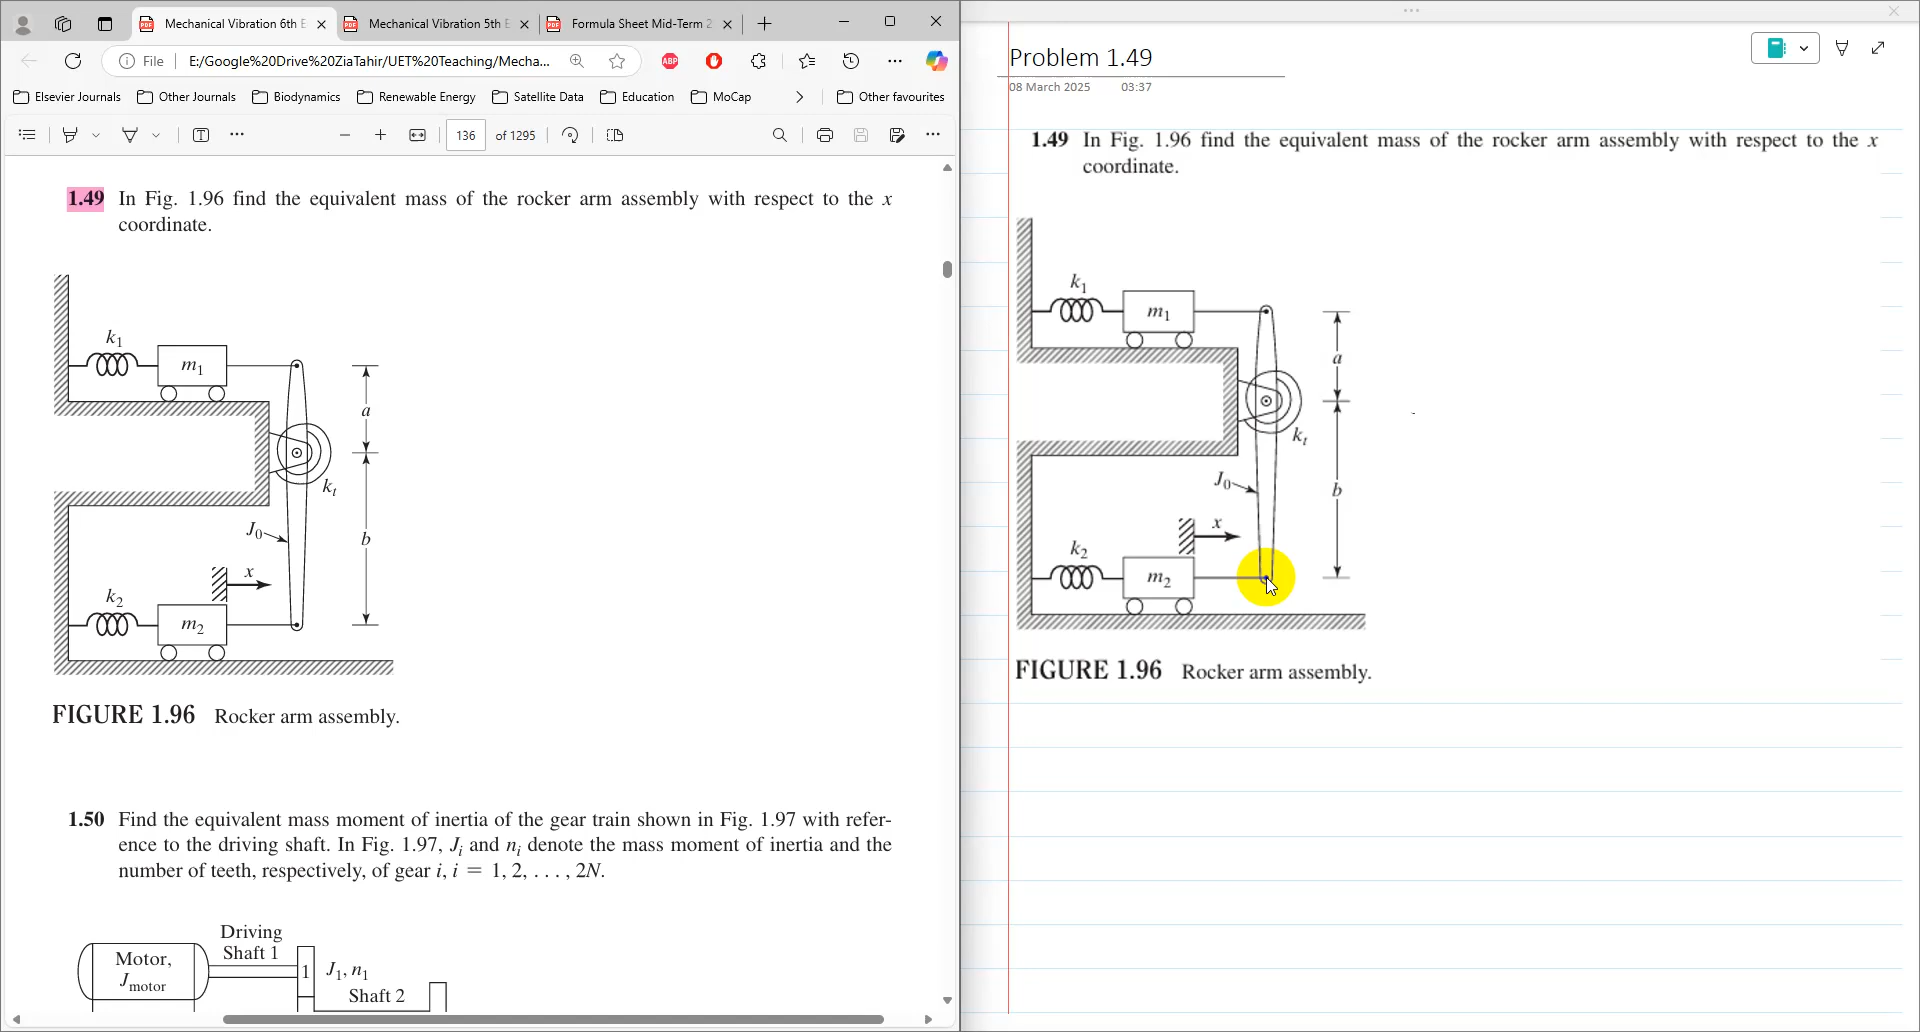 Mechanical Vibration 6th E
Mechanical Vibration 5th E
Formula Sheet Mid-Term 2
File
E:/Google%20Drive%20ZiaTahir/UET%20Teaching/Mecha...
ABP
Elsevier Journals
Other Journals
Biodynamics
Renewable Energy
Satellite Data
Education
MoCap
Other favourites
136 of 1295
1.49 In Fig. 1.96 find the equivalent mass of the rocker arm assembly with respect to the x
coordinate.
k1
m1
a
kt
J0
b
x
k2
m2
FIGURE 1.96 Rocker arm assembly.
1.50 Find the equivalent mass moment of inertia of the gear train shown in Fig. 1.97 with refer-
ence to the driving shaft. In Fig. 1.97, Ji and ni denote the mass moment of inertia and the
number of teeth, respectively, of gear i, i = 1, 2, . . . , 2N.
Driving
Shaft 1
Motor,
Jmotor
1
J1, n1
Shaft 2
Problem 1.49
08 March 2025 03:37
1.49 In Fig. 1.96 find the equivalent mass of the rocker arm assembly with respect to the x
coordinate.
k1
m1
a
kt
J0
b
x
k2
m2
FIGURE 1.96 Rocker arm assembly.